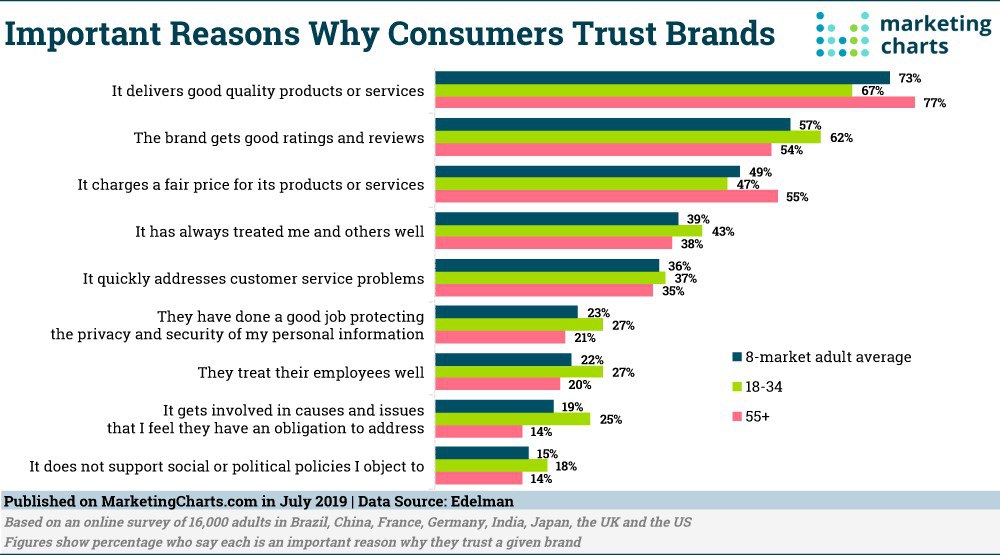 Important Reasons Why Consumers Trust Brands
marketing
charts
It delivers good quality products or services
73%
67%
77%
The brand gets good ratings and reviews
57%
62%
54%
It charges a fair price for its products or services
49%
47%
55%
It has always treated me and others well
39%
43%
38%
It quickly addresses customer service problems
36%
37%
35%
They have done a good job protecting
the privacy and security of my personal information
23%
27%
21%
They treat their employees well
22%
27%
20%
It gets involved in causes and issues
that I feel they have an obligation to address
19%
25%
14%
It does not support social or political policies I object to
15%
18%
14%
8-market adult average
18-34
55+
Published on MarketingCharts.com in July 2019 | Data Source: Edelman
Based on an online survey of 16,000 adults in Brazil, China, France, Germany, India, Japan, the UK and the US
Figures show percentage who say each is an important reason why they trust a given brand